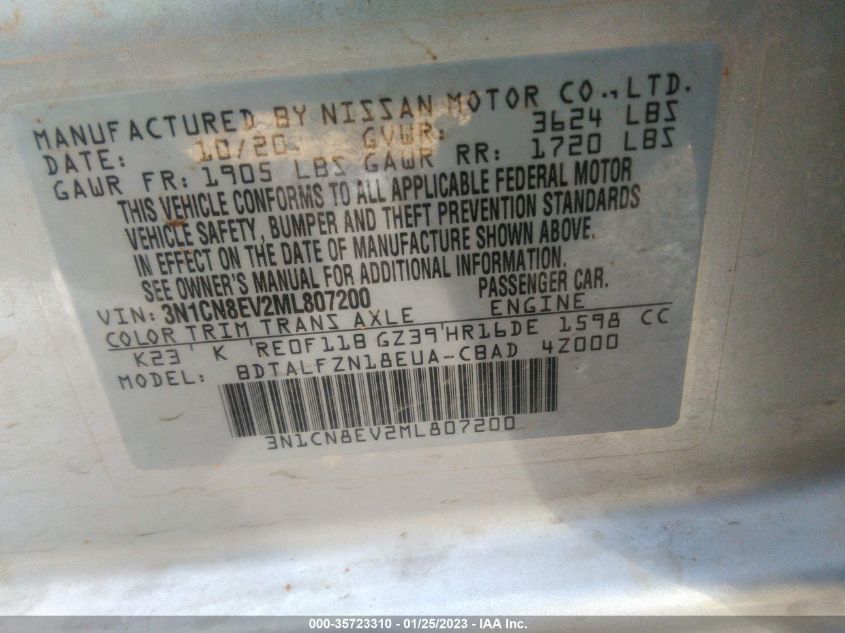 MANUFACTURED BY NISSAN MOTOR CO.,LTD.
DATE: 10/20 GVWR: 3624 LBS
GAWR FR: 1905 LBS GAWR RR: 1720 LBS
THIS VEHICLE CONFORMS TO ALL APPLICABLE FEDERAL MOTOR
VEHICLE SAFETY, BUMPER AND THEFT PREVENTION STANDARDS
IN EFFECT ON THE DATE OF MANUFACTURE SHOWN ABOVE.
SEE OWNER'S MANUAL FOR ADDITIONAL INFORMATION.
VIN: 3N1CN8EV2ML807200 PASSENGER CAR.
COLOR TRIM TRANS AXLE ENGINE
K23 K RE0F11B GZ39 HR16DE 1598 CC
MODEL: BDTALFZN18EUA-CBAD 4Z000
3N1CN8EV2ML807200
000-35723310 - 01/25/2023 - IAA Inc.